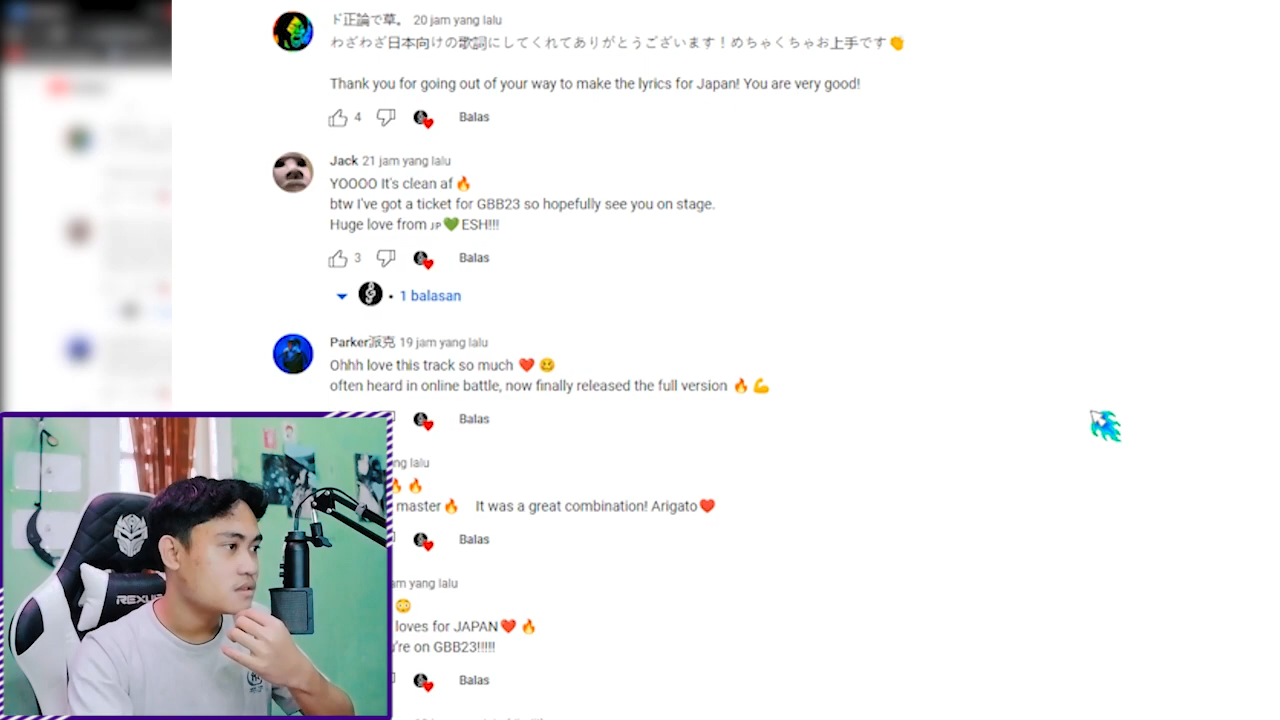 ド正論で草。 20 jam yang lalu
わざわざ日本向けの歌詞にしてくれてありがとうございます！めちゃくちゃお上手です👏
Thank you for going out of your way to make the lyrics for Japan! You are very good!
4 Balas
Jack 21 jam yang lalu
YOOOO It's clean af🔥
btw I've got a ticket for GBB23 so hopefully see you on stage.
Huge love from JP💚ESH!!!
3 Balas
1 balasan
Parker派克 19 jam yang lalu
Ohhh love this track so much ❤️🥴
often heard in online battle, now finally released the full version 🔥💪
Balas
ng lalu
🔥🔥
master🔥 It was a great combination! Arigato❤️
Balas
am yang lalu
😳
loves for JAPAN❤️🔥
're on GBB23!!!!!
Balas
REXUS